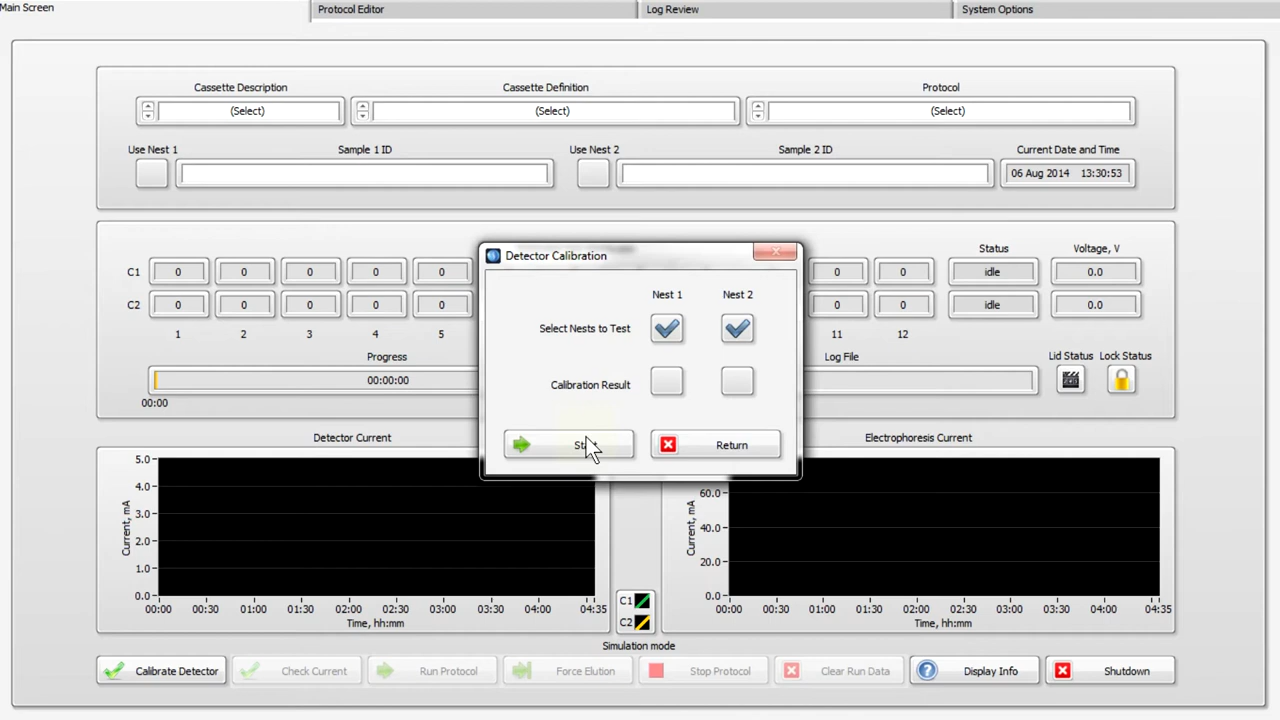 Main Screen
Protocol Editor
Log Review
System Options
Cassette Description
Cassette Definition
Protocol
(Select)
(Select)
(Select)
Use Nest 1
Sample 1 ID
Use Nest 2
Sample 2 ID
Current Date and Time
06 Aug 2014 13:30:53
Detector Calibration
Nest 1
Nest 2
Select Nests to Test
Calibration Result
Return
Status
Voltage, V
C1
0
0
0
0
0
0
0
idle
0.0
C2
0
0
0
0
0
0
0
idle
0.0
1
2
3
4
5
11
12
Progress
Log File
Lid Status
Lock Status
00:00:00
00:00
Detector Current
Electrophoresis Current
Current, mA
5.0
4.0
3.0
2.0
1.0
0.0
00:00
00:30
01:00
01:30
02:00
02:30
03:00
03:30
04:00
04:35
Time, hh:mm
C1
C2
Current, mA
60.0
40.0
20.0
0.0
00:00
00:30
01:00
01:30
02:00
02:30
03:00
03:30
04:00
04:35
Time, hh:mm
Simulation mode
Calibrate Detector
Check Current
Run Protocol
Force Elution
Stop Protocol
Clear Run Data
Display Info
Shutdown